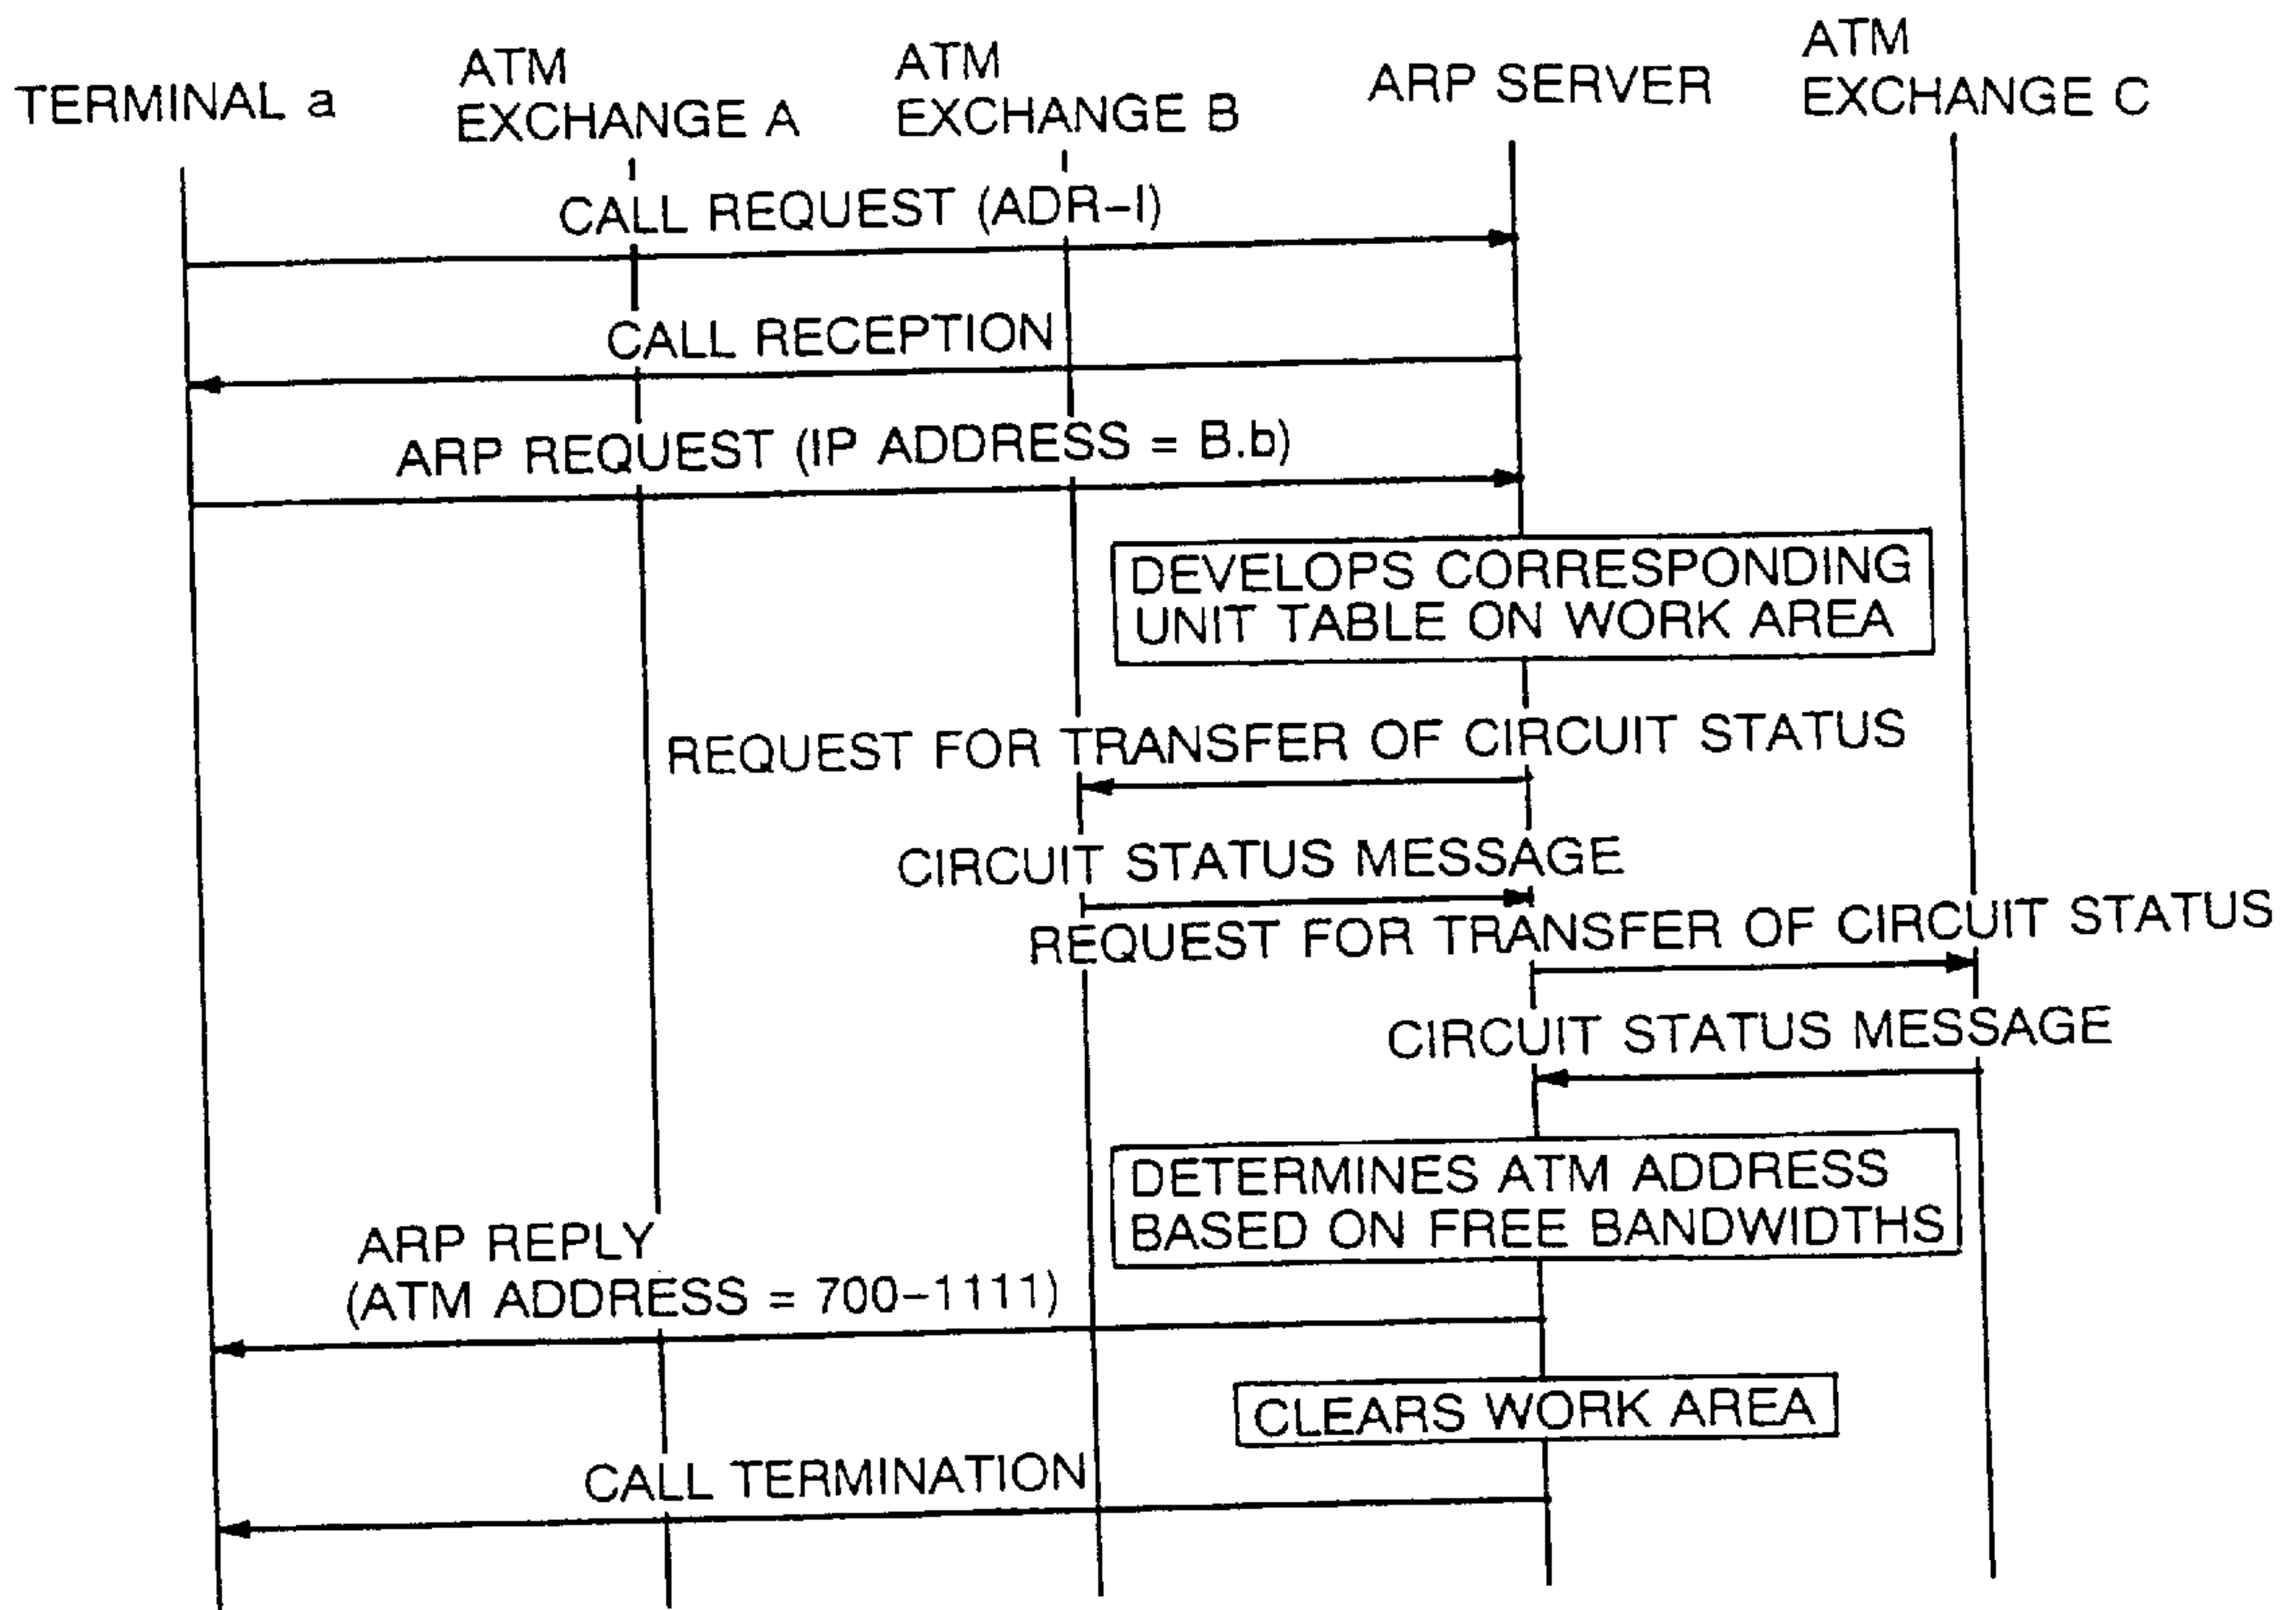 TERMINAL a
ATM
EXCHANGE A
ATM
EXCHANGE B
ARP SERVER
ATM
EXCHANGE C
CALL REQUEST (ADR-I)
CALL RECEPTION
ARP REQUEST (IP ADDRESS = B.b)
DEVELOPS CORRESPONDING
UNIT TABLE ON WORK AREA
REQUEST FOR TRANSFER OF CIRCUIT STATUS
CIRCUIT STATUS MESSAGE
REQUEST FOR TRANSFER OF CIRCUIT STATUS
CIRCUIT STATUS MESSAGE
DETERMINES ATM ADDRESS
BASED ON FREE BANDWIDTHS
ARP REPLY
(ATM ADDRESS = 700-1111)
CLEARS WORK AREA
CALL TERMINATION